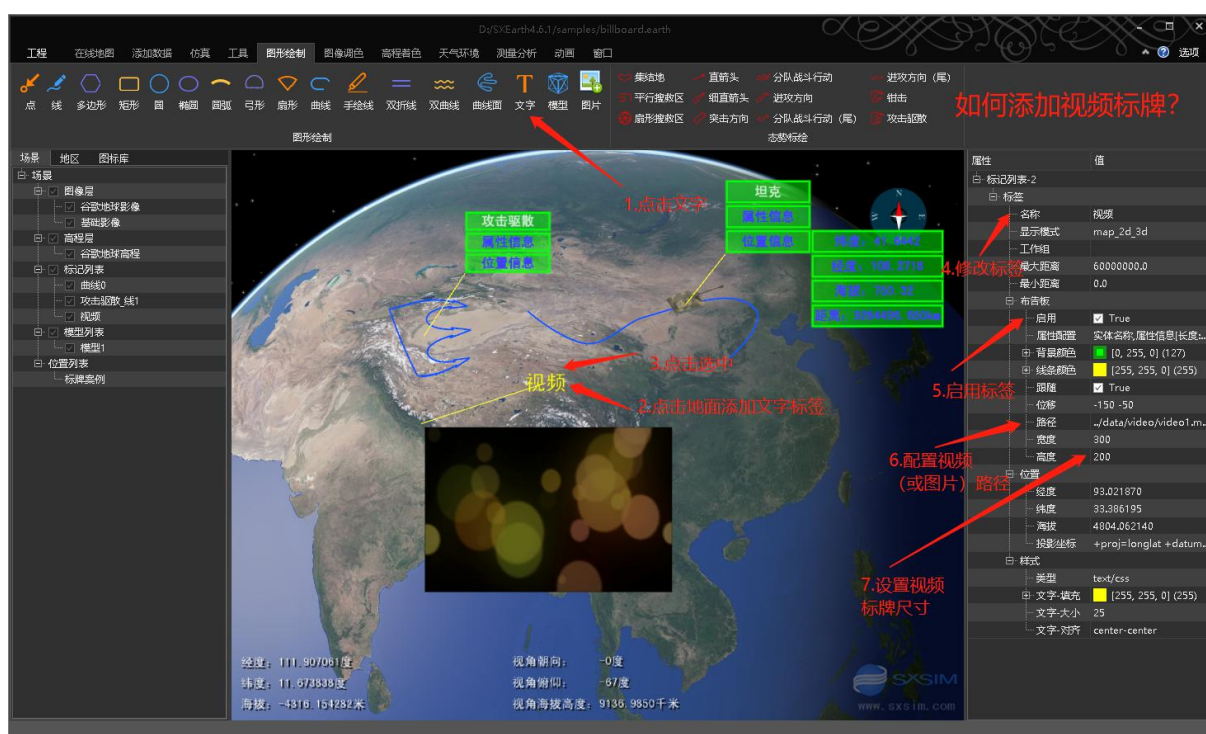 D:/SXEarth4.6.1/samples/billboard.earth
工程 在线地图 添加数据 仿真 工具 图形绘制 图像调色 高程着色 天气环境 测量分析 动画 窗口 选项
集结地 直箭头 分队战斗行动 进攻方向（尾）
点 线 多边形 矩形 圆 椭圆 圆弧 弓形 扇形 曲线 手绘线 双折线 双曲线 曲线面 文字 模型 图片
平行搜救区 细直箭头 进攻方向 钳击
扇形搜救区 突击方向 分队战斗行动（尾） 攻击驱散
图形绘制
态势标绘
如何添加视频标牌？
场景 地区 图标库
场景
图像层
谷歌地球影像
基础影像
高程层
谷歌地球高程
标记列表
曲线0
攻击驱散_线1
视频
模型列表
模型1
位置列表
标牌案例
1.点击文字
攻击驱散
属性信息
位置信息
坦克
属性信息
位置信息
N
3.点击选中
视频
2.点击地面添加文字标签
经度：111.907061度
纬度：11.673838度
海拔：-4316.154282米
视角朝向：-0度
视角俯仰：-67度
视角海拔高度：9136.9850千米
SXSIM
www.sxsim.com
属性 值
标记列表-2
标签
名称 视频
显示模式 map_2d_3d
工作组
最大距离 60000000.0
最小距离 0.0
布告板
启用 True
属性配置 实体名称,属性信息[长度:...
背景颜色 [0, 255, 0] (127)
线条颜色 [255, 255, 0] (255)
跟随 True
位移 -150 -50
路径 ../data/video/video1.m...
宽度 300
高度 200
位置
经度 93.021870
纬度 33.386195
海拔 4804.062140
投影坐标 +proj=longlat +datum...
样式
类型 text/css
文字-填充 [255, 255, 0] (255)
文字-大小 25
文字-对齐 center-center
4.修改标签
5.启用标签
6.配置视频
（或图片）路径
7.设置视频
标牌尺寸